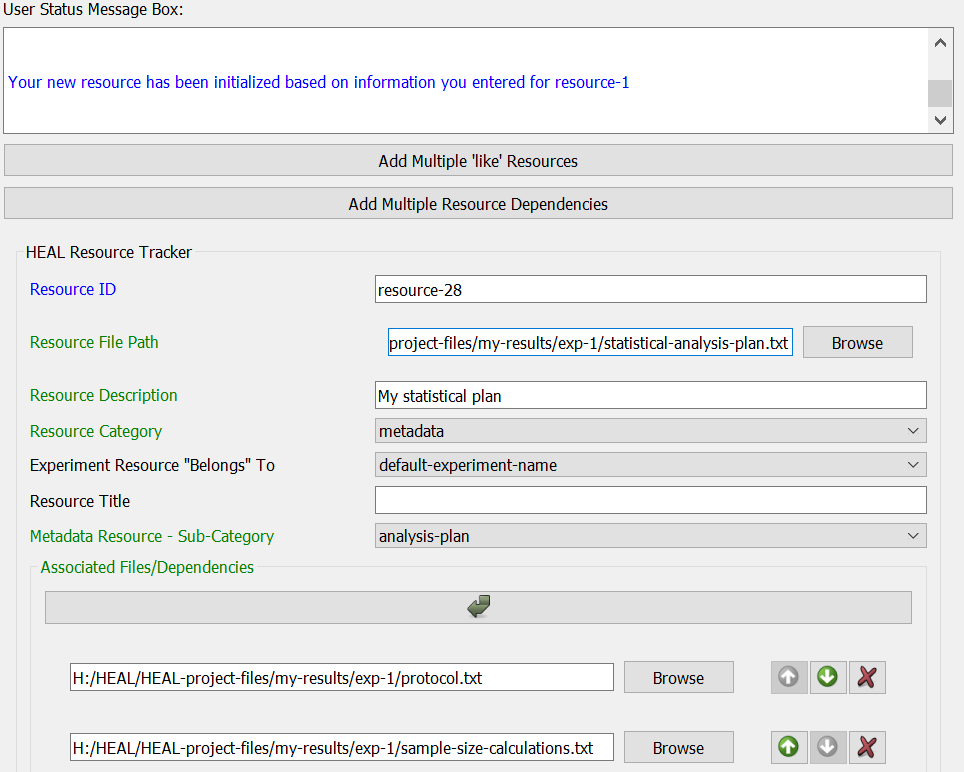 User Status Message Box:
Your new resource has been initialized based on information you entered for resource-1
Add Multiple 'like' Resources
Add Multiple Resource Dependencies
HEAL Resource Tracker
Resource ID resource-28
Resource File Path project-files/my-results/exp-1/statistical-analysis-plan.txt Browse
Resource Description My statistical plan
Resource Category metadata
Experiment Resource "Belongs" To default-experiment-name
Resource Title
Metadata Resource - Sub-Category analysis-plan
Associated Files/Dependencies
H:/HEAL/HEAL-project-files/my-results/exp-1/protocol.txt Browse
H:/HEAL/HEAL-project-files/my-results/exp-1/sample-size-calculations.txt Browse